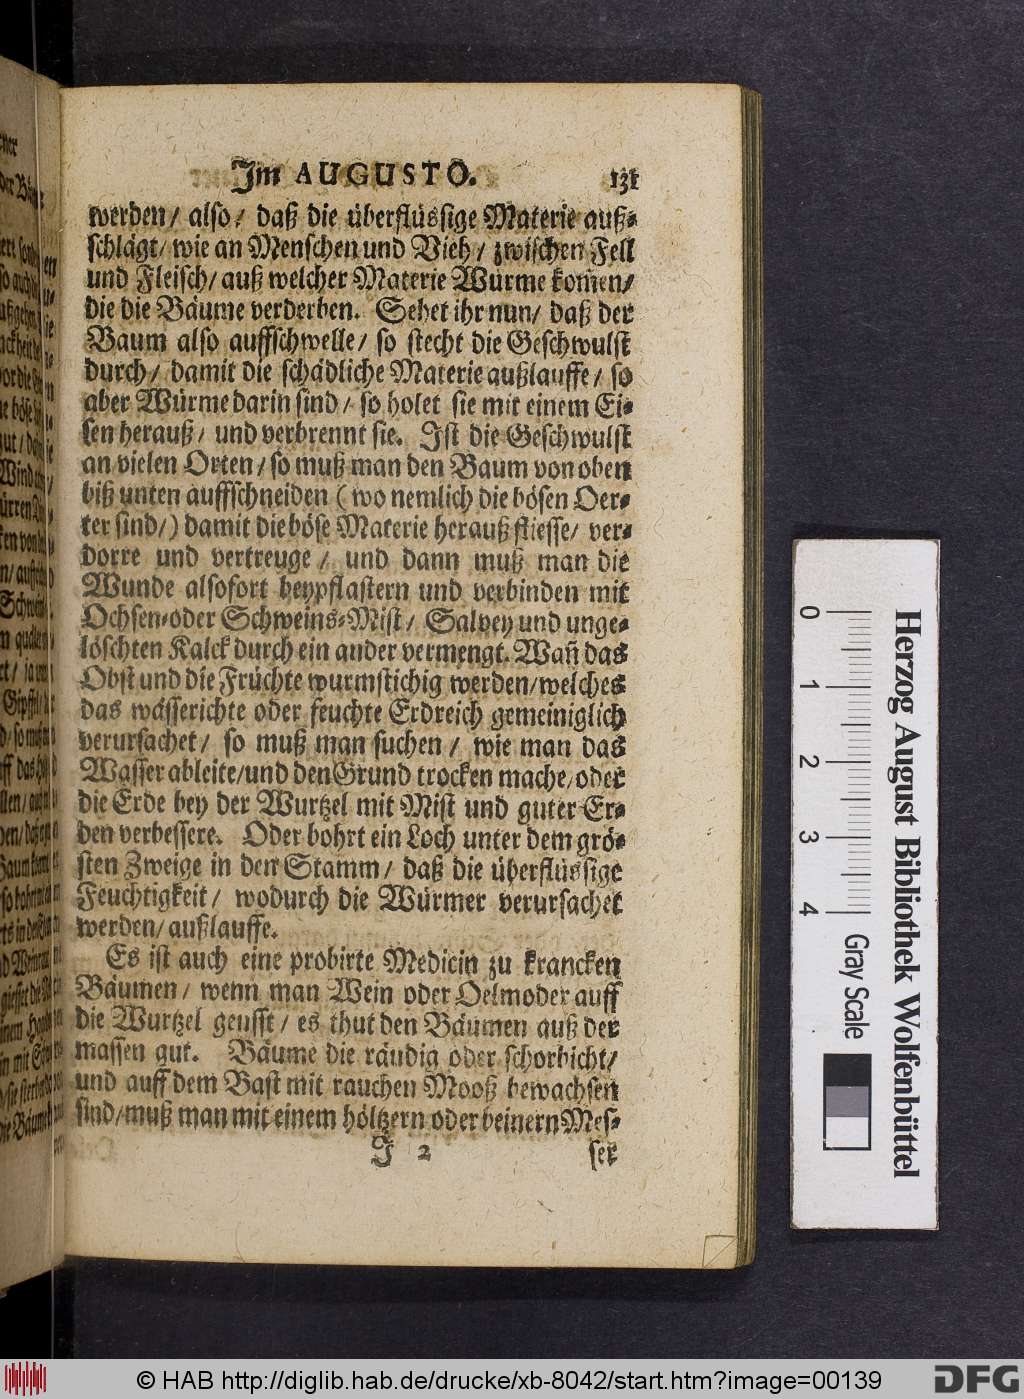 Im AUGUSTO. 131
werden/ also/ daß die überflüssige Materie auß-
schlägt/ wie an Menschen und Vieh/ zwischen Fell
und Fleisch/ auß welcher Materie Würme kom̃en/
die die Bäume verderben. Sehet ihr nun/ daß der
Baum also auffschwelle/ so stecht die Geschwulst
durch/ damit die schädliche Materie außlauffe/ so
aber Würme darin sind/ so holet sie mit einem Ei-
sen herauß/ und verbrennt sie. Ist die Geschwulst
an vielen Orten/ so muß man den Baum von oben
biß unten auffschneiden (wo nemlich die bösen Oer-
ter sind/) damit die böse Materie herauß fliesse/ ver-
dorre und vertreuge/ und dann muß man die
Wunde alsofort beypflastern und verbinden mit
Ochsen-oder Schweins-Mist/ Salvey und unge-
löschten Kalck durch ein ander vermengt. Wañ das
Obst und die Früchte wurmstichig werden/welches
das wässerichte oder feuchte Erdreich gemeiniglich
verursachet/ so muß man suchen/ wie man das
Wasser ableite/und den Grund trocken mache/oder
die Erde bey der Wurtzel mit Mist und guter Er-
den verbessere. Oder bohrt ein Loch unter dem grö-
sten Zweige in den Stamm/ daß die überflüssige
Feuchtigkeit/ wodurch die Würmer verursachet
werden/ außlauffe.
Es ist auch eine probirte Medicin zu krancken
Bäumen/ wenn man Wein oder Oelmoder auff
die Wurtzel geusst/ es thut den Bäumen auß der
massen gut. Bäume die räudig oder schorbicht/
und auff dem Bast mit rauchen Mooß bewachsen
sind/muß man mit einem höltzern oder beinern Mes-
J 2 ser
0 1 2 3 4 Gray Scale
Herzog August Bibliothek Wolfenbüttel
© HAB http://diglib.hab.de/drucke/xb-8042/start.htm?image=00139
DFG